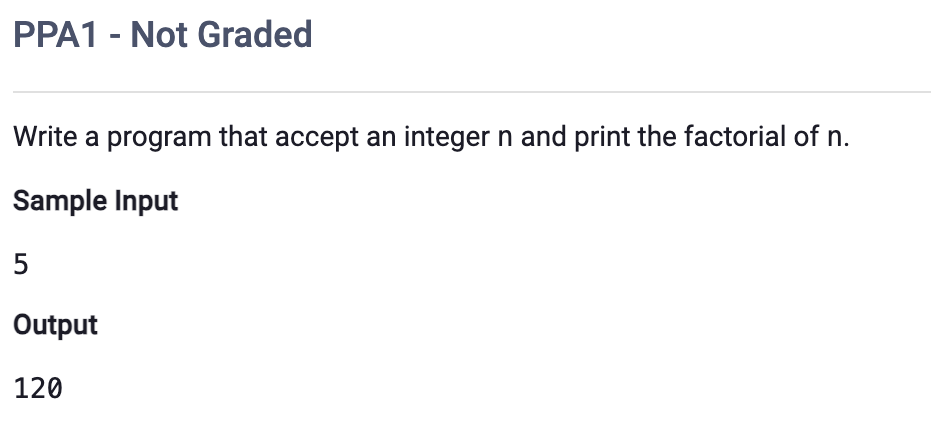 PPA1 - Not Graded
Write a program that accept an integer n and print the factorial of n.
Sample Input
5
Output
120